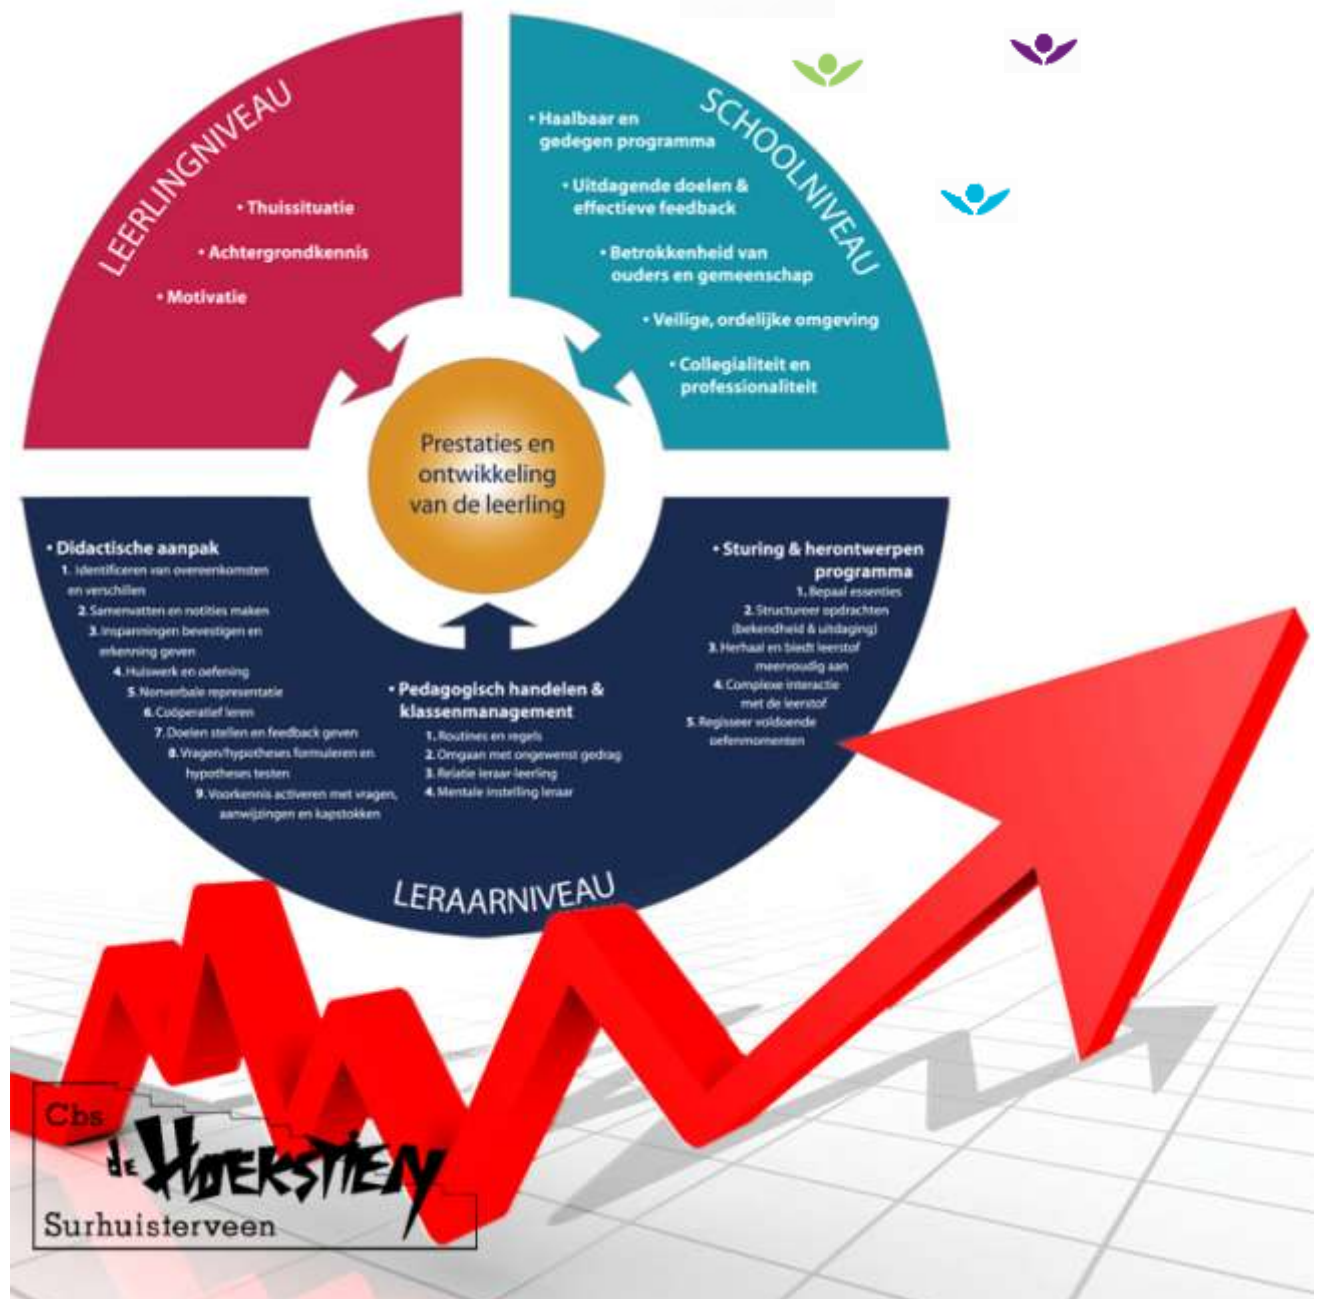 LEERLINGNIVEAU
• Thuissituatie
• Achtergrondkennis
• Motivatie
SCHOOLNIVEAU
• Haalbaar en
gedegen programma
• Uitdagende doelen &
effectieve feedback
• Betrokkenheid van
ouders en gemeenschap
• Veilige, ordelijke omgeving
• Collegialiteit en
professionaliteit
Prestaties en
ontwikkeling
van de leerling
• Didactische aanpak
1. Identificeren van overeenkomsten
en verschillen
2. Samenvatten en notities maken
3. Inspanningen bevestigen en
erkenning geven
4. Huiswerk en oefening
5. Nonverbale representatie
6. Coöperatief leren
7. Doelen stellen en feedback geven
8. Vragen/hypotheses formuleren en
hypotheses testen
9. Voorkennis activeren met vragen,
aanwijzingen en kapstokken
• Pedagogisch handelen &
klassenmanagement
1. Routines en regels
2. Omgaan met ongewenst gedrag
3. Relatie leraar-leerling
4. Mentale instelling leraar
• Sturing & herontwerpen
programma
1. Bepaal essenties
2. Structureer opdrachten
(bekendheid & uitdaging)
3. Herhaal en biedt leerstof
meervoudig aan
4. Complexe interactie
met de leerstof
5. Regisseer voldoende
oefenmomenten
LERAARNIVEAU
Cbs
de HOEKSTIEN
Surhuisterveen